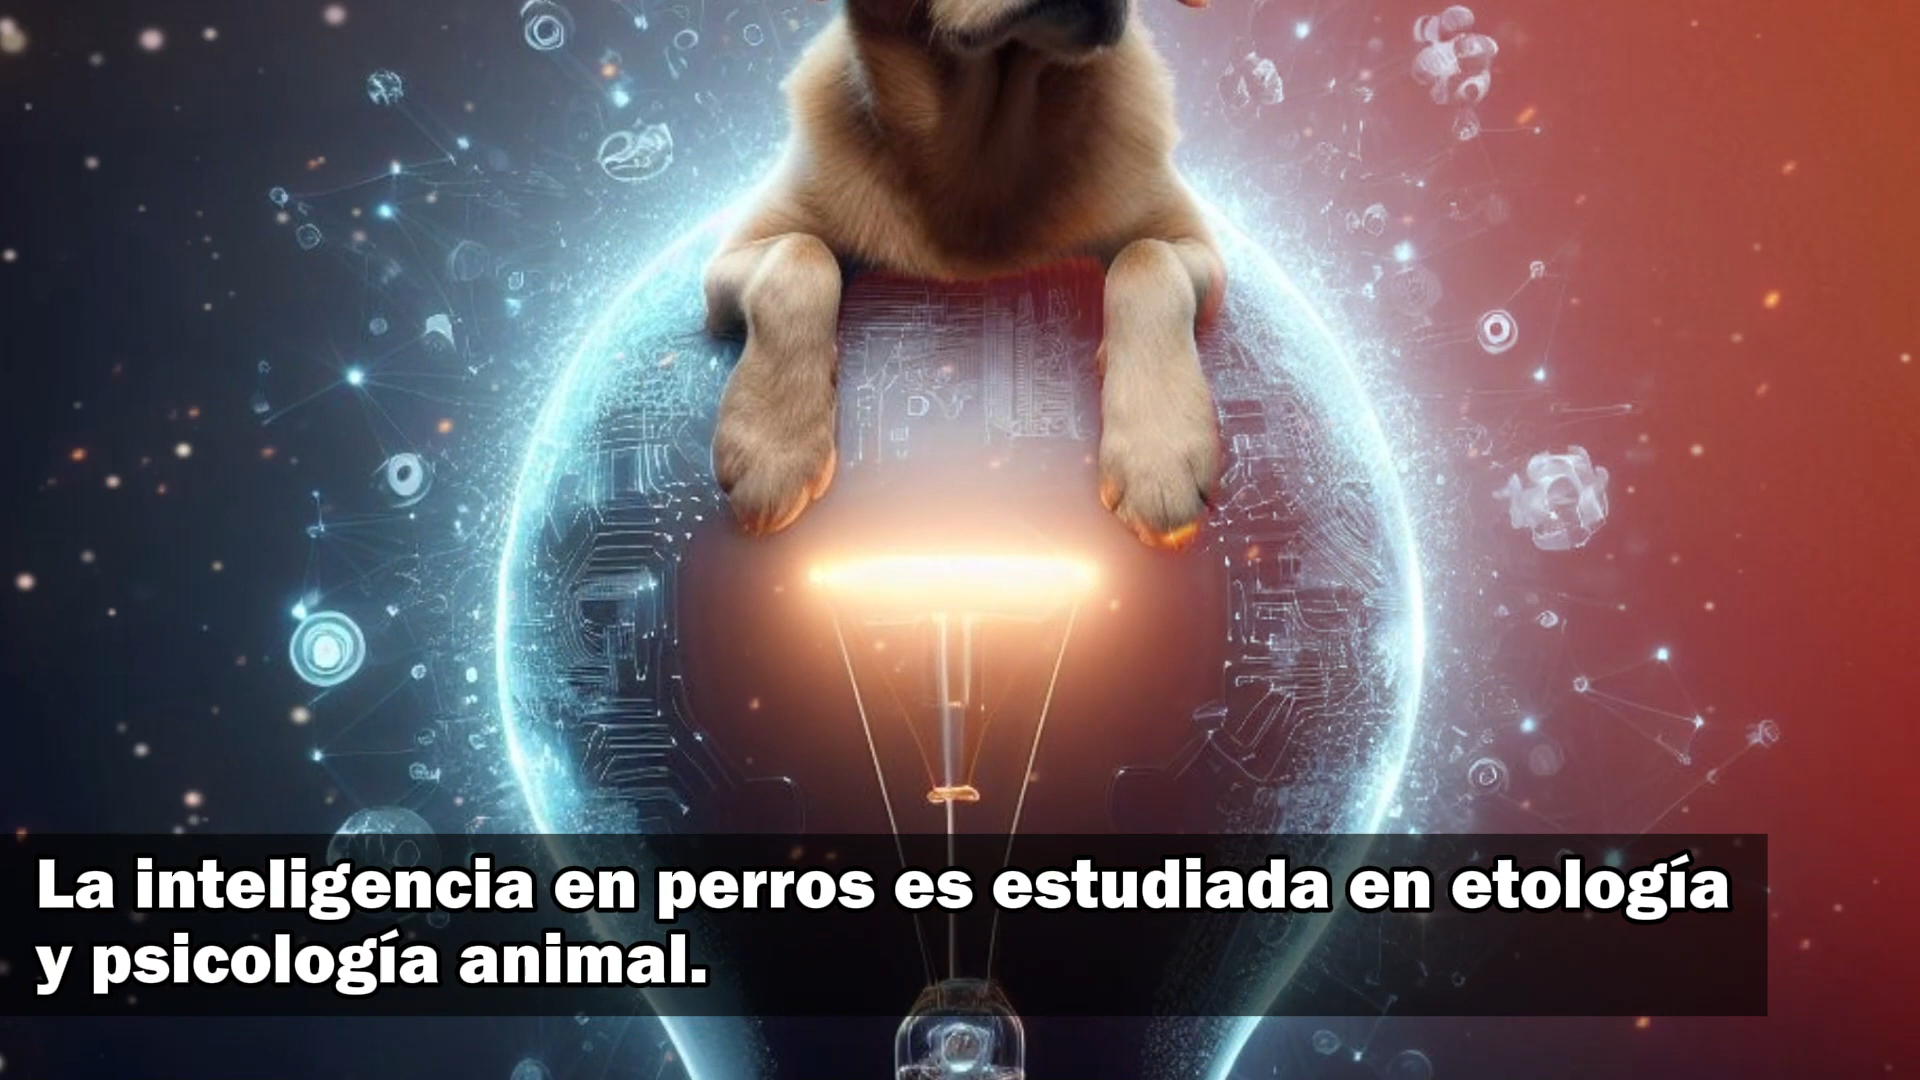 La inteligencia en perros es estudiada en etología
y psicología animal.